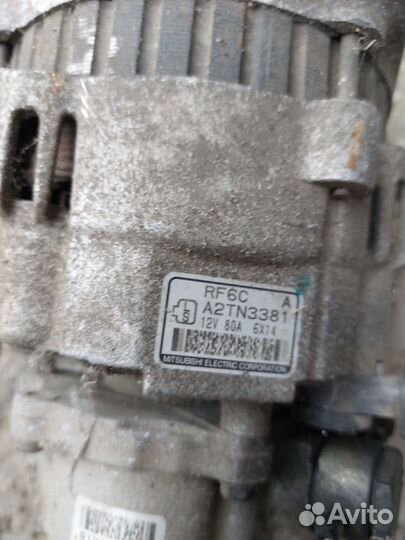 RF6C A
A2TN3381
12V 80A 6X14
MITSUBISHI ELECTRIC CORPORATION
Avito